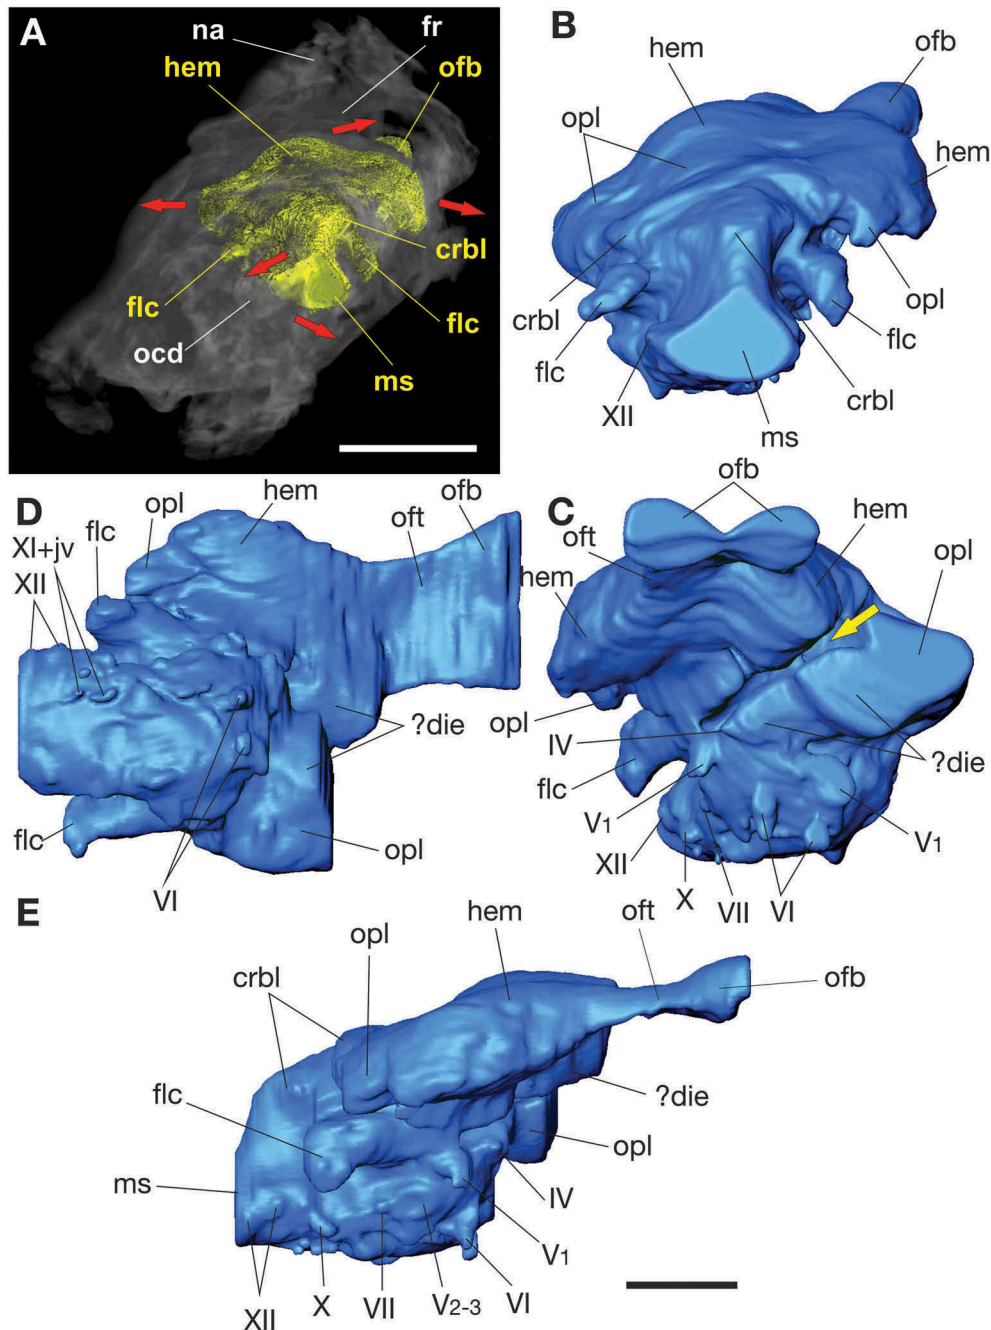 A
na
fr
hem
ofb
crbl
flc
flc
ocd
ms
B
ofb
hem
opl
hem
opl
crbl
flc
flc
XII
crbl
ms
D
hem
ofb
opl
oft
flc
XI+jv
XII
?die
flc
opl
VI
C
ofb
hem
oft
opl
hem
opl
IV
?die
flc
V1
V1
XII
X
VII
VI
E
hem
oft
opl
ofb
crbl
?die
flc
opl
ms
IV
V1
XII
X
VII
V2-3
VI